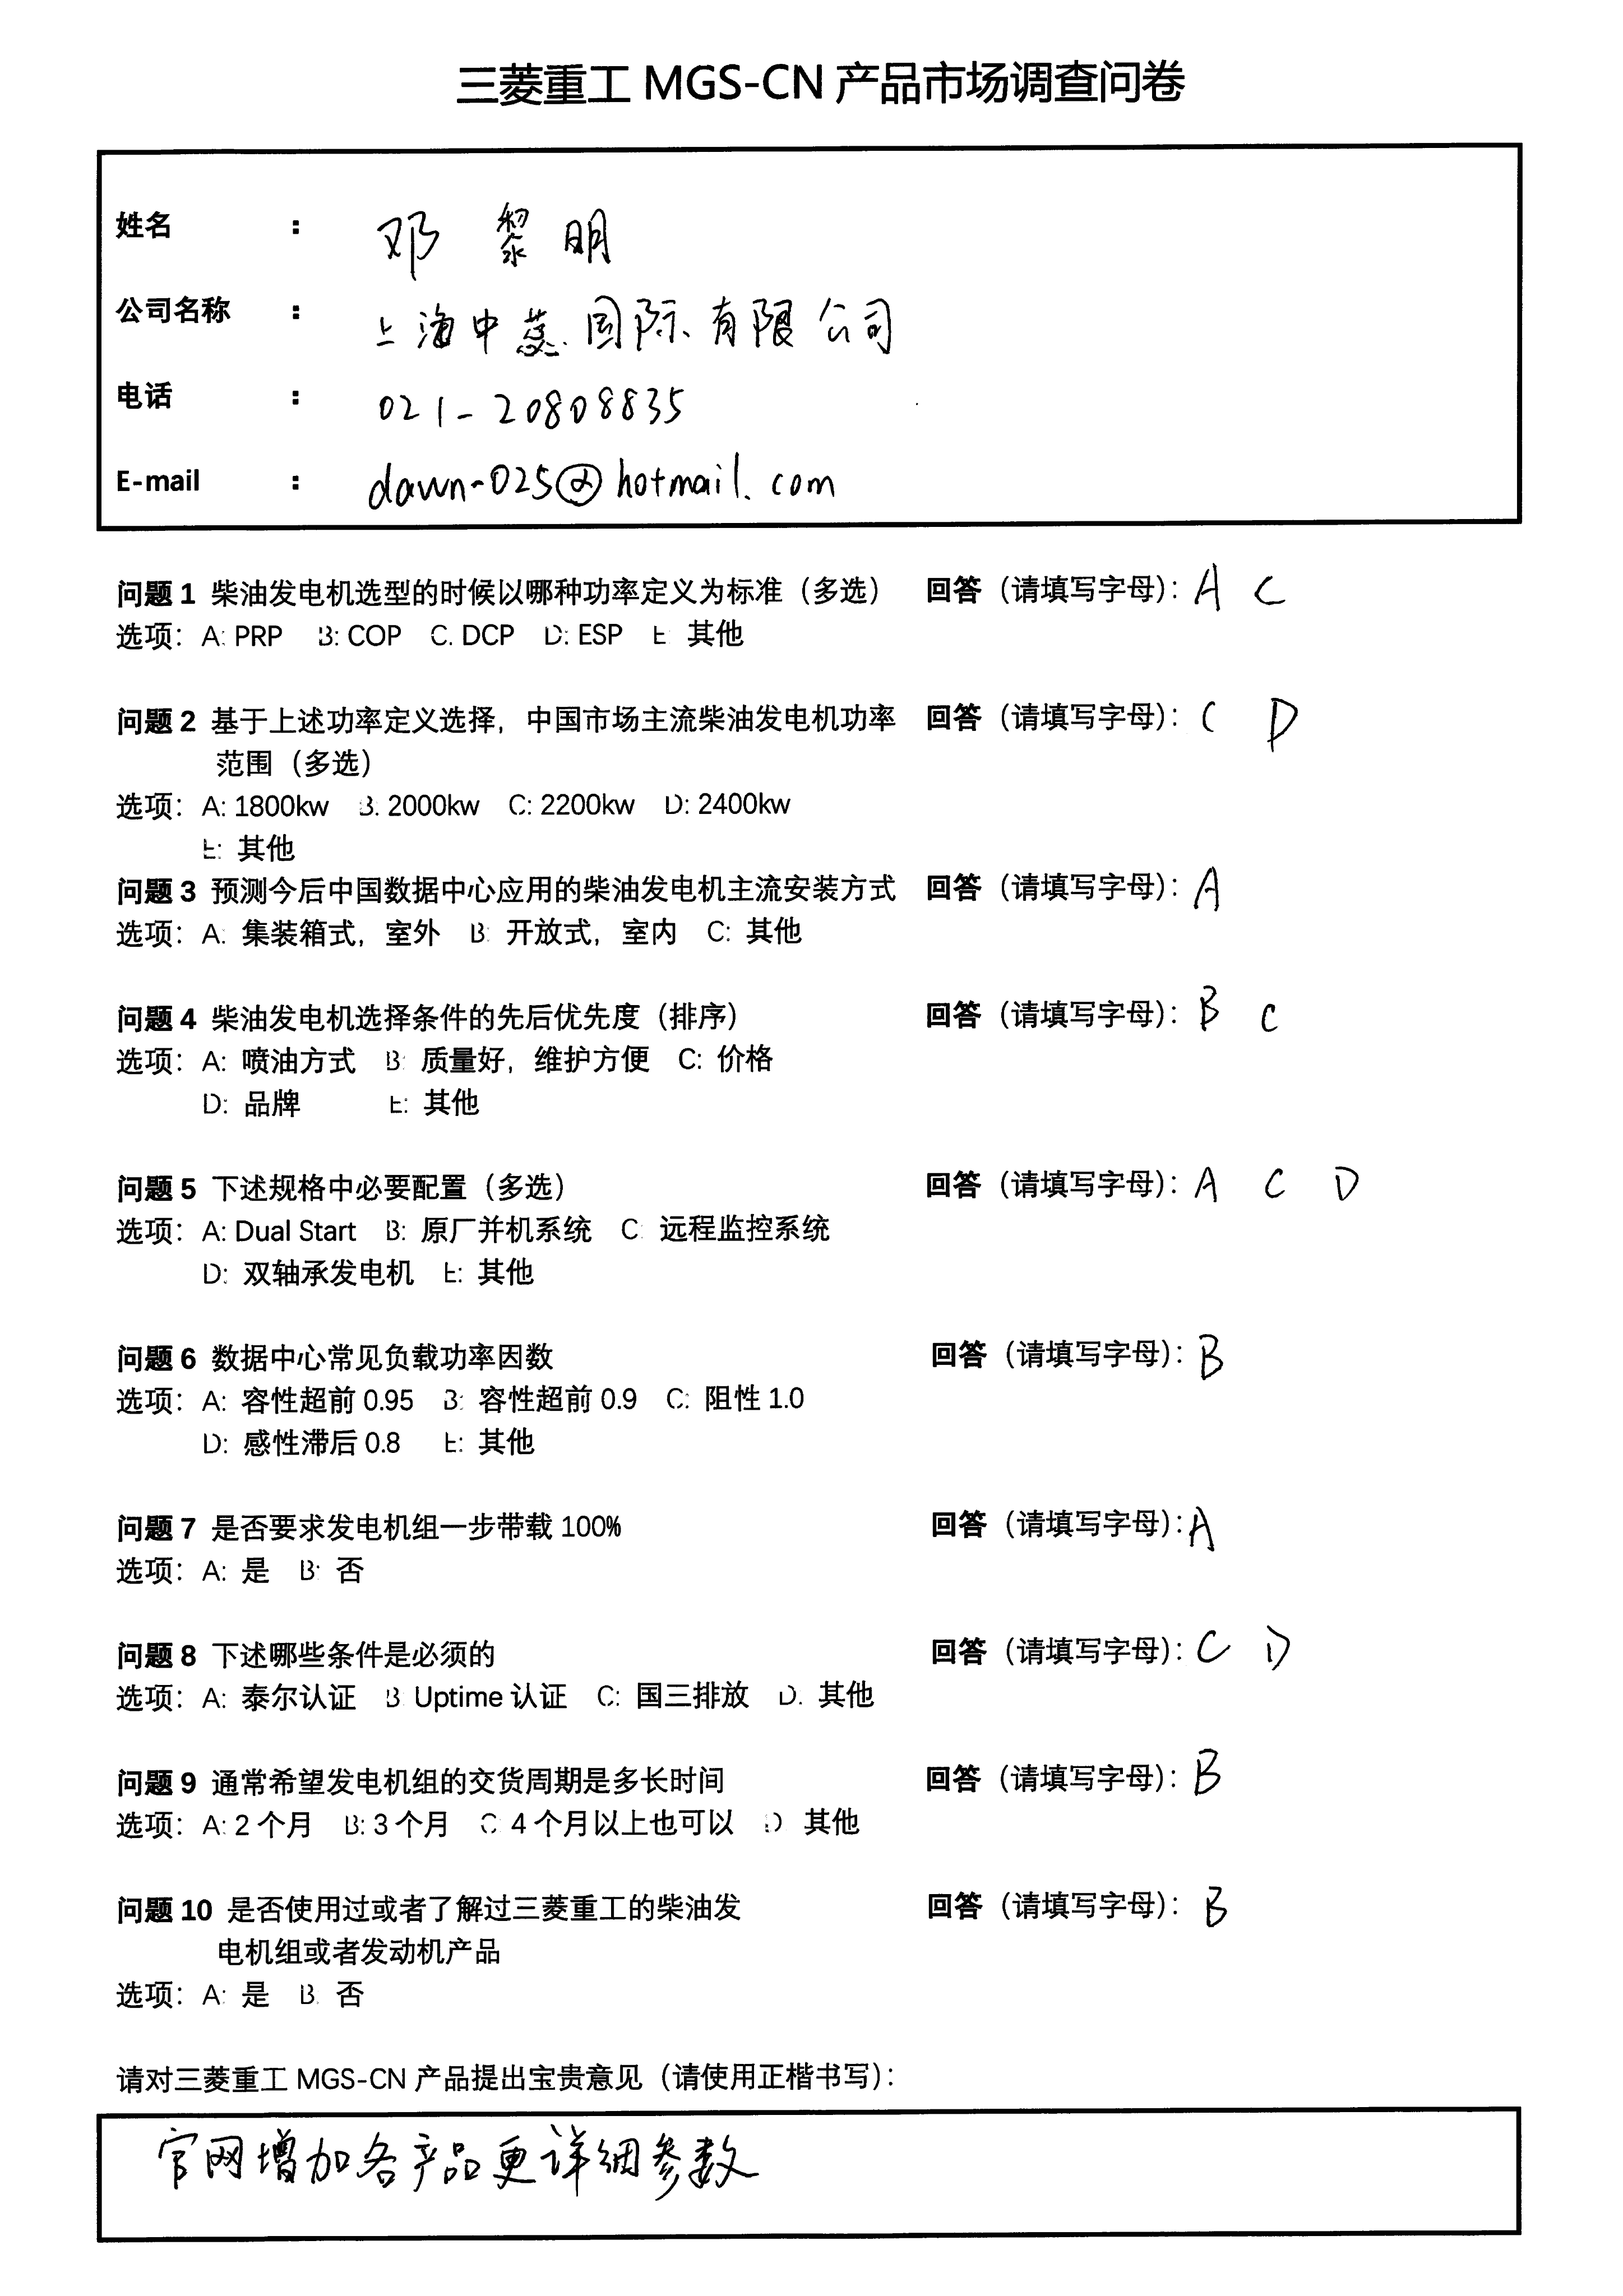 三菱重工 MGS-CN 产品市场调查问卷
姓名 : 邓黎明
公司名称 : 上海中蕊国际有限公司
电话 : 021-20808835
E-mail : dawn-025@hotmail.com
问题 1 柴油发电机选型的时候以哪种功率定义为标准（多选） 回答（请填写字母）： A C
选项： A: PRP B: COP C. DCP D: ESP E 其他
问题 2 基于上述功率定义选择，中国市场主流柴油发电机功率 回答（请填写字母）： C D
范围（多选）
选项： A: 1800kw B. 2000kw C: 2200kw D: 2400kw
E: 其他
问题 3 预测今后中国数据中心应用的柴油发电机主流安装方式 回答（请填写字母）： A
选项： A: 集装箱式，室外 B: 开放式，室内 C: 其他
问题 4 柴油发电机选择条件的先后优先度（排序） 回答（请填写字母）： B C
选项： A: 喷油方式 B: 质量好，维护方便 C: 价格
D: 品牌 E: 其他
问题 5 下述规格中必要配置（多选） 回答（请填写字母）： A C D
选项： A: Dual Start B: 原厂并机系统 C: 远程监控系统
D: 双轴承发电机 E: 其他
问题 6 数据中心常见负载功率因数 回答（请填写字母）： B
选项： A: 容性超前 0.95 B: 容性超前 0.9 C: 阻性 1.0
D: 感性滞后 0.8 E: 其他
问题 7 是否要求发电机组一步带载 100% 回答（请填写字母）： A
选项： A: 是 B: 否
问题 8 下述哪些条件是必须的 回答（请填写字母）： C D
选项： A: 泰尔认证 B Uptime 认证 C: 国三排放 D. 其他
问题 9 通常希望发电机组的交货周期是多长时间 回答（请填写字母）： B
选项： A: 2 个月 B: 3 个月 C: 4 个月以上也可以 D 其他
问题 10 是否使用过或者了解过三菱重工的柴油发 回答（请填写字母）： B
电机组或者发动机产品
选项： A: 是 B. 否
请对三菱重工 MGS-CN 产品提出宝贵意见（请使用正楷书写）：
官网增加各产品更详细参数